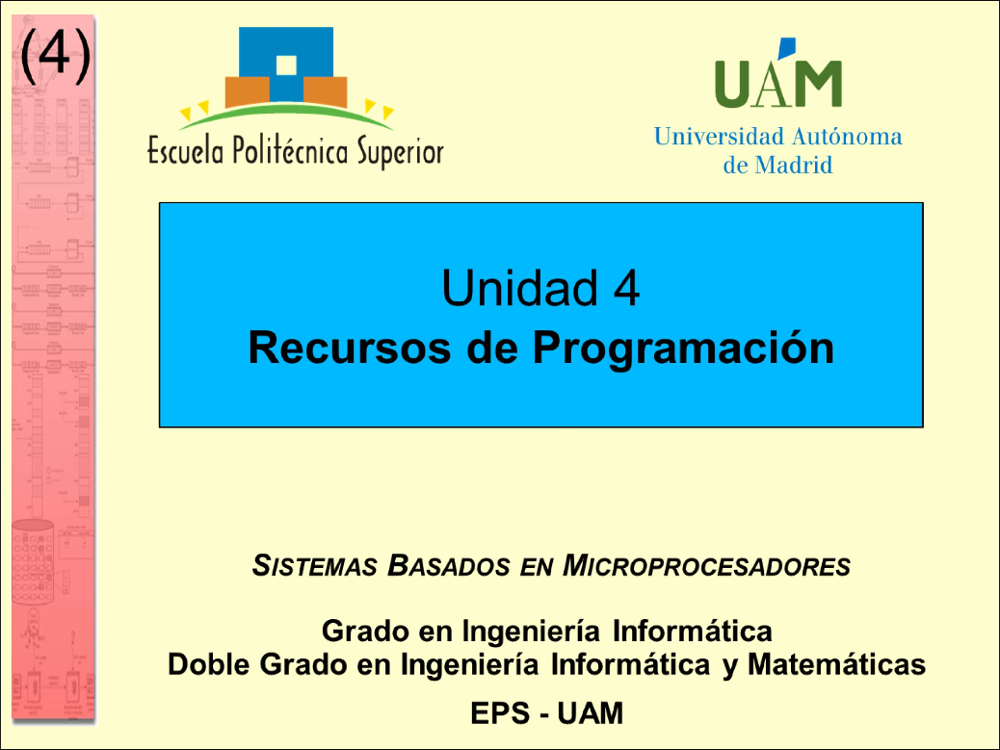 (4)
Escuela Politécnica Superior
UAM
Universidad Autónoma
de Madrid
Unidad 4
Recursos de Programación
SISTEMAS BASADOS EN MICROPROCESADORES
Grado en Ingeniería Informática
Doble Grado en Ingeniería Informática y Matemáticas
EPS - UAM